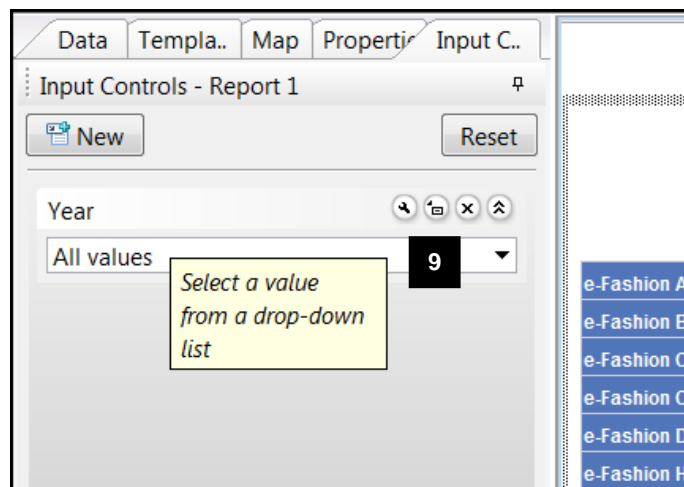 Data Templa.. Map Properti Input C..
Input Controls - Report 1
New Reset
Year
All values 9
Select a value
from a drop-down
list
e-Fashion A
e-Fashion B
e-Fashion C
e-Fashion C
e-Fashion D
e-Fashion H